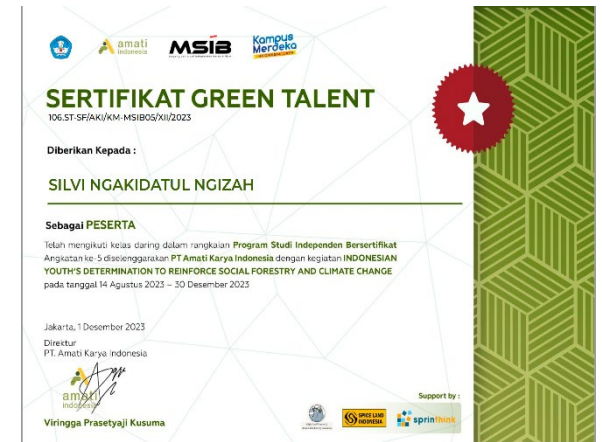 amati
indonesia
MSIB
Kampus
Merdeka
SERTIFIKAT GREEN TALENT
106.ST-SF/AKI/KM-MSIB05/XII/2023
Diberikan Kepada :
SILVI NGAKIDATUL NGIZAH
Sebagai PESERTA
Telah mengikuti kelas daring dalam rangkaian Program Studi Independen Bersertifikat
Angkatan ke-5 diselenggarakan PT Amati Karya Indonesia dengan kegiatan INDONESIAN
YOUTH'S DETERMINATION TO REINFORCE SOCIAL FORESTRY AND CLIMATE CHANGE
pada tanggal 14 Agustus 2023 – 30 Desember 2023
Jakarta, 1 Desember 2023
Direktur
PT. Amati Karya Indonesia
amati
indonesia
Viringga Prasetyaji Kusuma
Support by :
SPICE LAND
INDONESIA
sprinthink